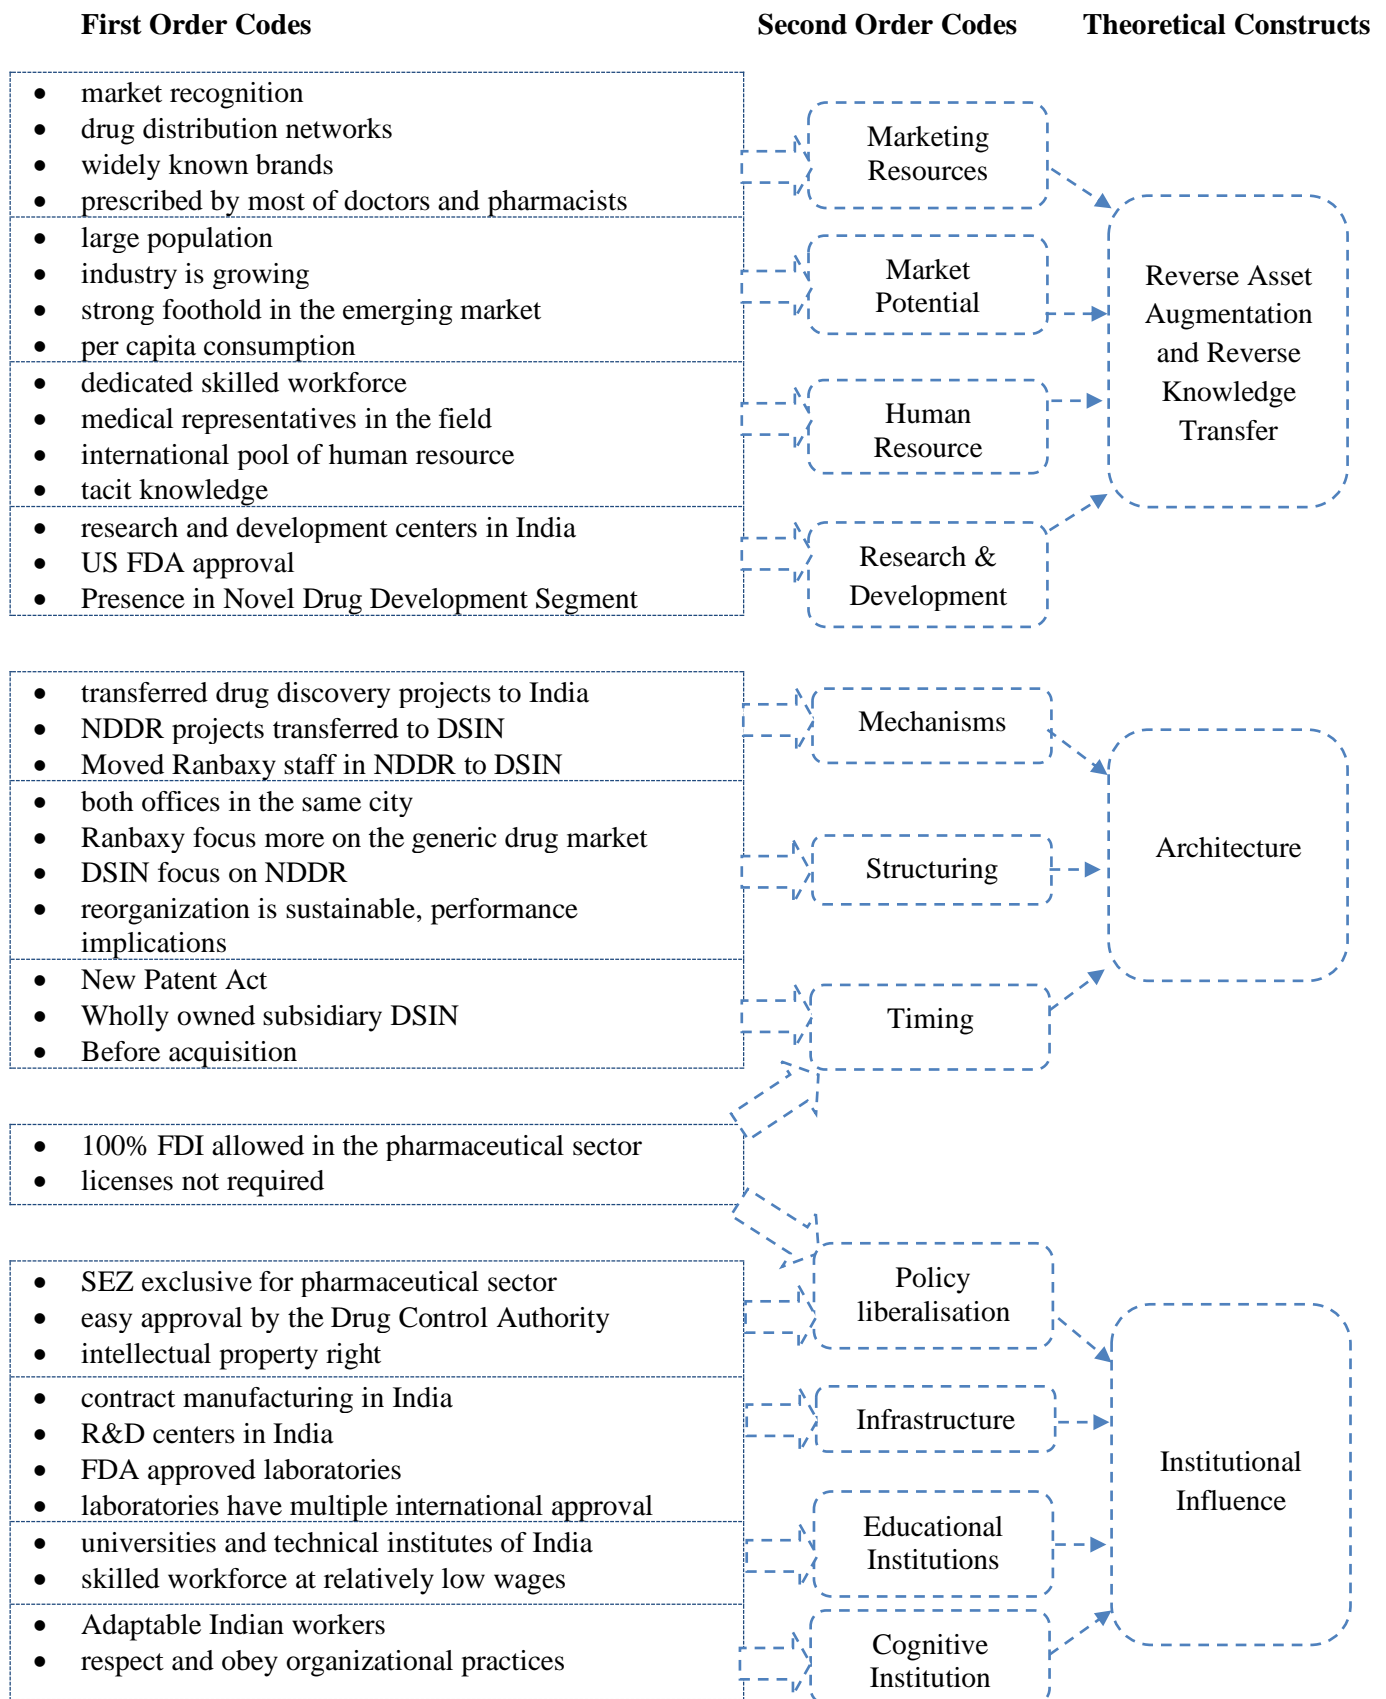 First Order Codes
Second Order Codes
Theoretical Constructs
• market recognition
• drug distribution networks
• widely known brands
• prescribed by most of doctors and pharmacists
Marketing
Resources
• large population
• industry is growing
• strong foothold in the emerging market
• per capita consumption
Market
Potential
• dedicated skilled workforce
• medical representatives in the field
• international pool of human resource
• tacit knowledge
Human
Resource
• research and development centers in India
• US FDA approval
• Presence in Novel Drug Development Segment
Research &
Development
Reverse Asset
Augmentation
and Reverse
Knowledge
Transfer
• transferred drug discovery projects to India
• NDDR projects transferred to DSIN
• Moved Ranbaxy staff in NDDR to DSIN
Mechanisms
• both offices in the same city
• Ranbaxy focus more on the generic drug market
• DSIN focus on NDDR
• reorganization is sustainable, performance
implications
Structuring
• New Patent Act
• Wholly owned subsidiary DSIN
• Before acquisition
Timing
Architecture
• 100% FDI allowed in the pharmaceutical sector
• licenses not required
• SEZ exclusive for pharmaceutical sector
• easy approval by the Drug Control Authority
• intellectual property right
Policy
liberalisation
• contract manufacturing in India
• R&D centers in India
• FDA approved laboratories
• laboratories have multiple international approval
Infrastructure
• universities and technical institutes of India
• skilled workforce at relatively low wages
Educational
Institutions
• Adaptable Indian workers
• respect and obey organizational practices
Cognitive
Institution
Institutional
Influence